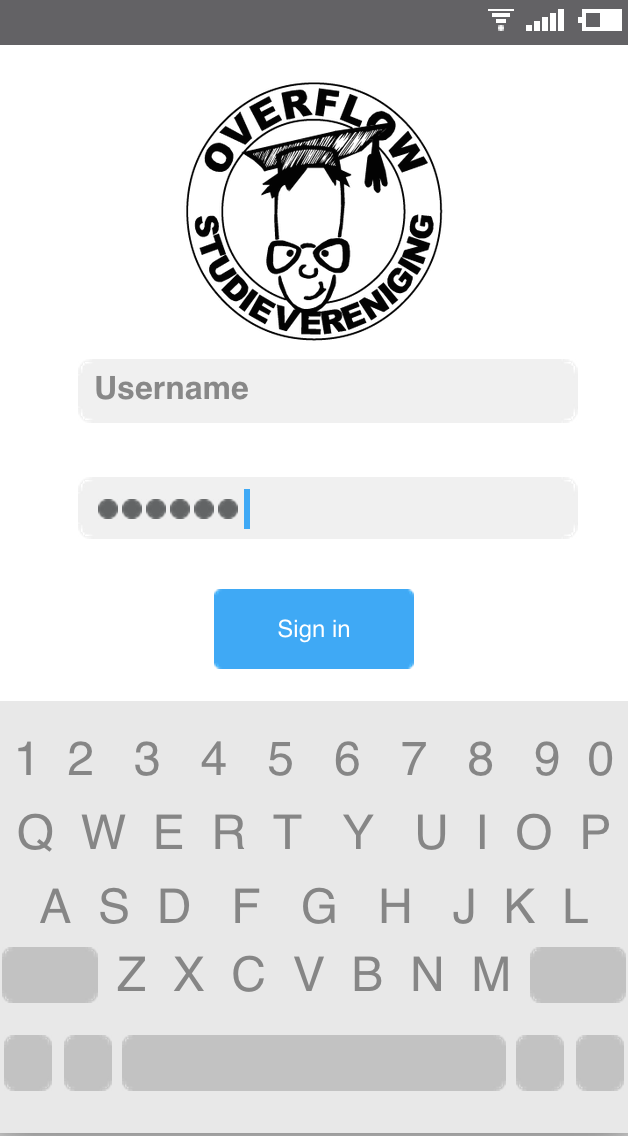 OVERFLOW
STUDIEVERENIGING
Username
Sign in
1 2 3 4 5 6 7 8 9 0
Q W E R T Y U I O P
A S D F G H J K L
Z X C V B N M